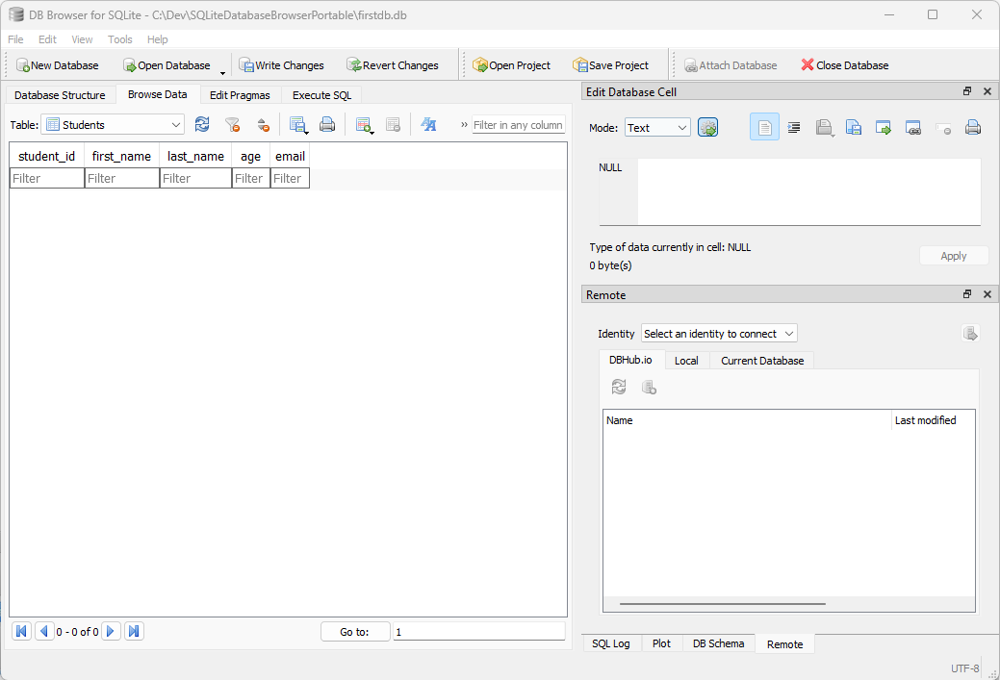 DB Browser for SQLite - C:\Dev\SQLiteDatabaseBrowserPortable\firstdb.db
File Edit View Tools Help
New Database Open Database Write Changes Revert Changes Open Project Save Project Attach Database Close Database
Database Structure Browse Data Edit Pragmas Execute SQL
Table: Students » Filter in any column
student_id first_name last_name age email
Filter Filter Filter Filter Filter
0 - 0 of 0 Go to: 1
Edit Database Cell
Mode: Text
NULL
Type of data currently in cell: NULL
0 byte(s)
Apply
Remote
Identity Select an identity to connect
DBHub.io Local Current Database
Name Last modified
SQL Log Plot DB Schema Remote
UTF-8